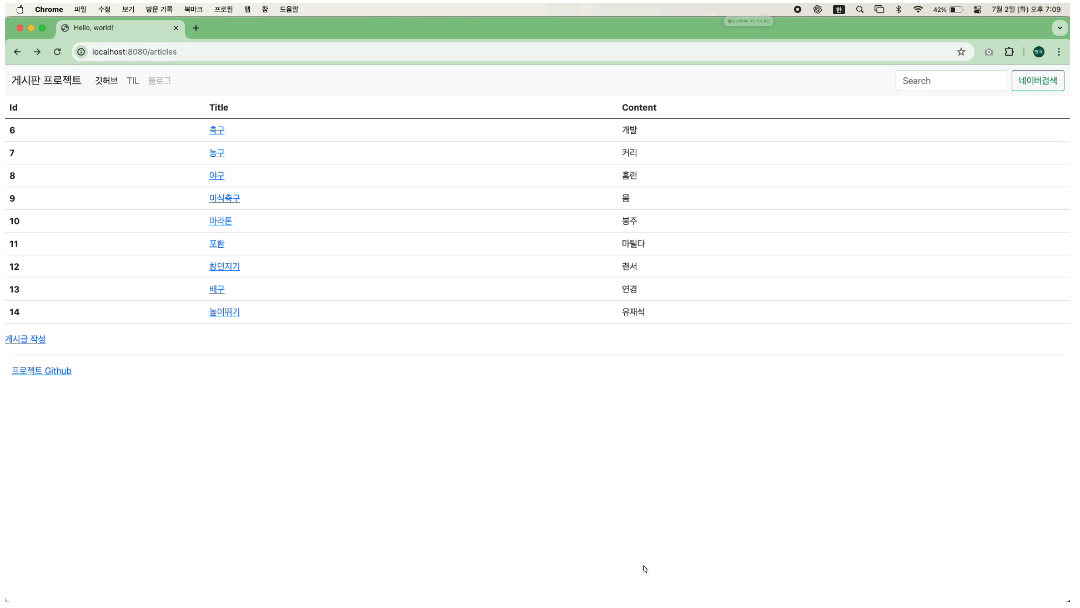 Chrome 파일 수정 보기 방문 기록 북마크 프로필 탭 창 도움말 한 42% 7월 2일 (화) 오후 7:09
Hello, world!
localhost:8080/articles
게시판 프로젝트 깃허브 TIL 블로그 Search 네이버검색
Id Title Content
6 축구 개발
7 농구 커리
8 야구 홈런
9 미식축구 몸
10 마라톤 봉주
11 포환 마틸다
12 창던지기 랜서
13 배구 연경
14 높이뛰기 유재석
게시글 작성
프로젝트 Github